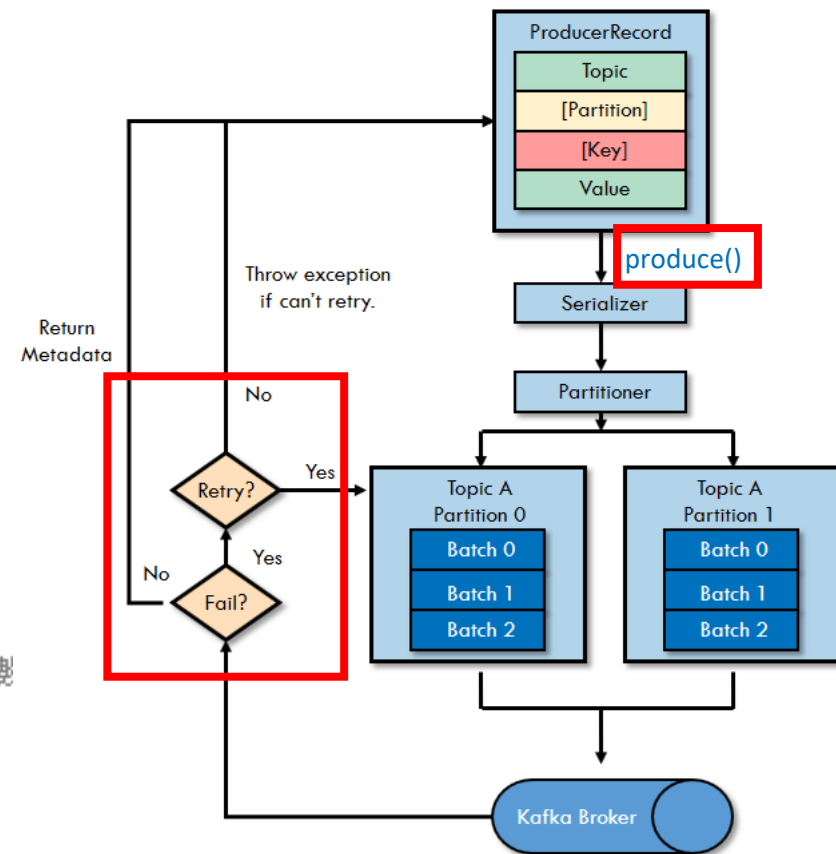 ProducerRecord
Topic
[Partition]
[Key]
Value
produce()
Serializer
Partitioner
Throw exception
if can't retry.
Return
Metadata
No
Retry?
Yes
Yes
No
Fail?
Topic A
Partition 0
Batch 0
Batch 1
Batch 2
Topic A
Partition 1
Batch 0
Batch 1
Batch 2
Kafka Broker